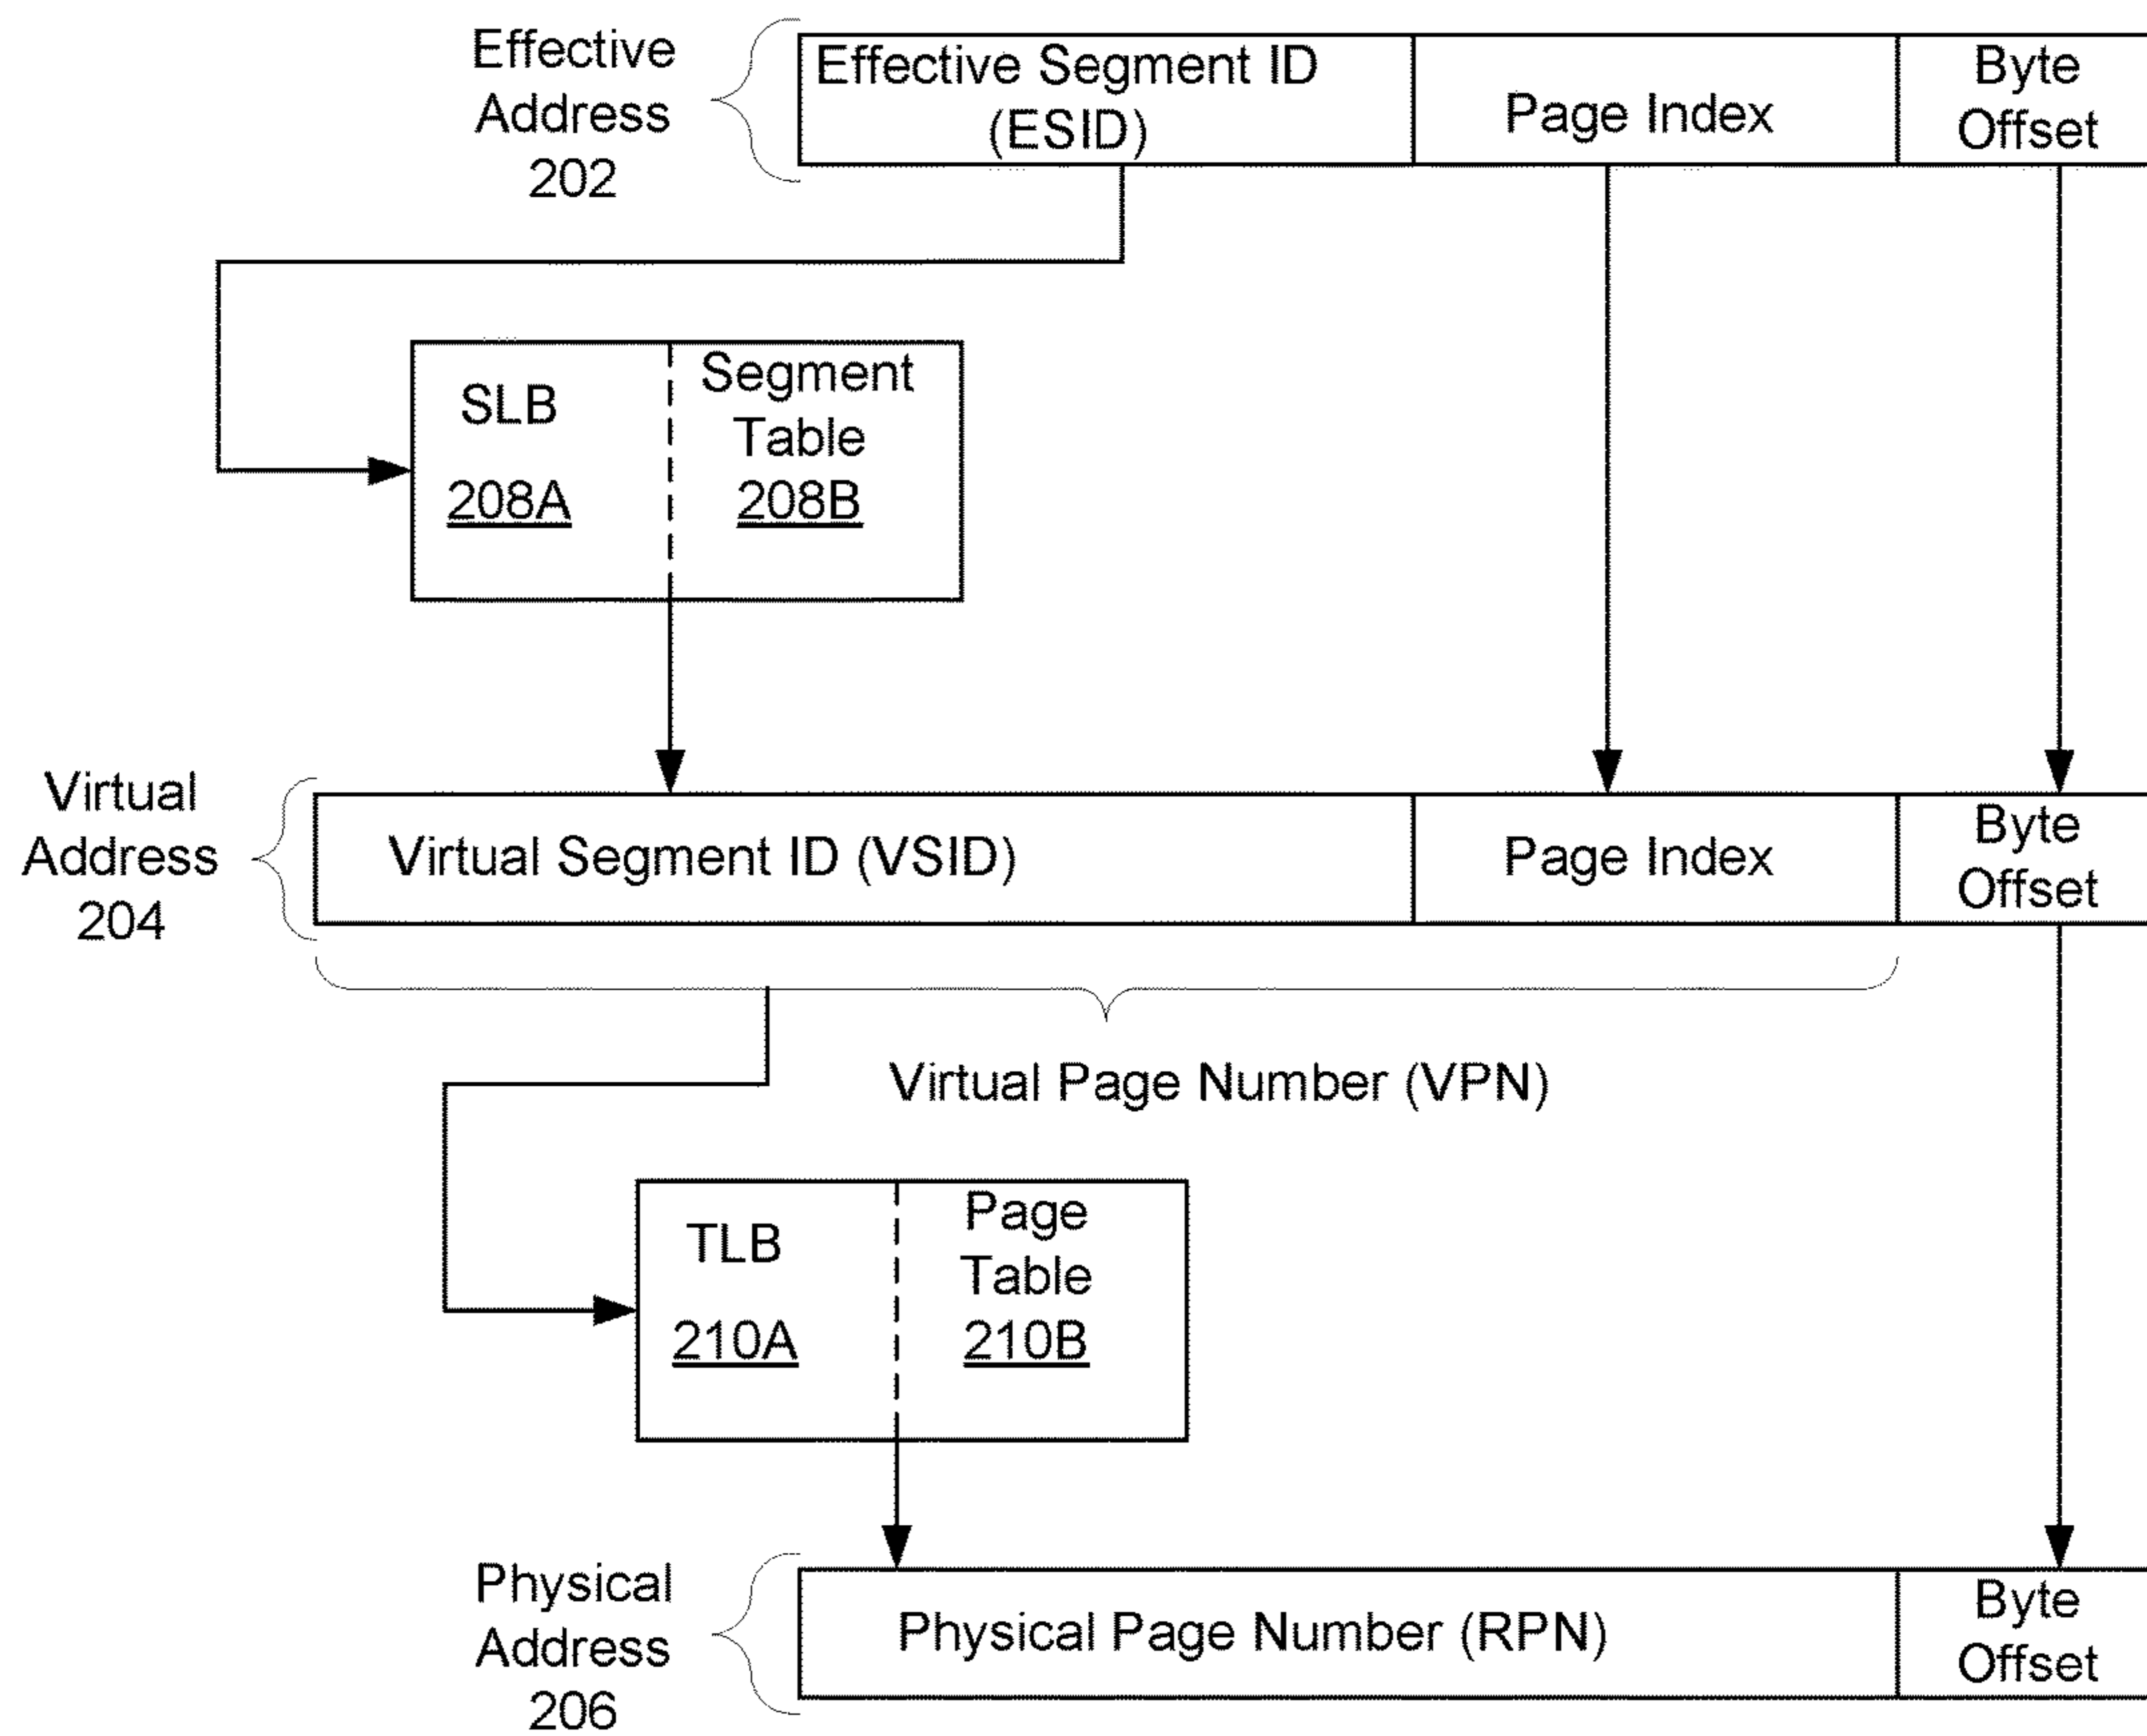 Effective
Address
202
Effective Segment ID
(ESID)
Page Index
Byte
Offset
SLB
208A
Segment
Table
208B
Virtual
Address
204
Virtual Segment ID (VSID)
Page Index
Byte
Offset
Virtual Page Number (VPN)
TLB
210A
Page
Table
210B
Physical
Address
206
Physical Page Number (RPN)
Byte
Offset